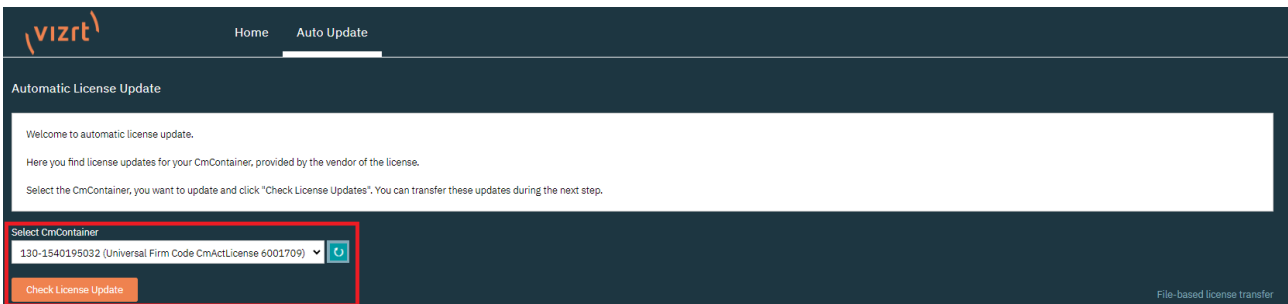 vizrt
Home Auto Update
Automatic License Update
Welcome to automatic license update.
Here you find license updates for your CmContainer, provided by the vendor of the license.
Select the CmContainer, you want to update and click "Check License Updates". You can transfer these updates during the next step.
Select CmContainer
130-1540195032 (Universal Firm Code CmActLicense 6001709)
Check License Update
File-based license transfer